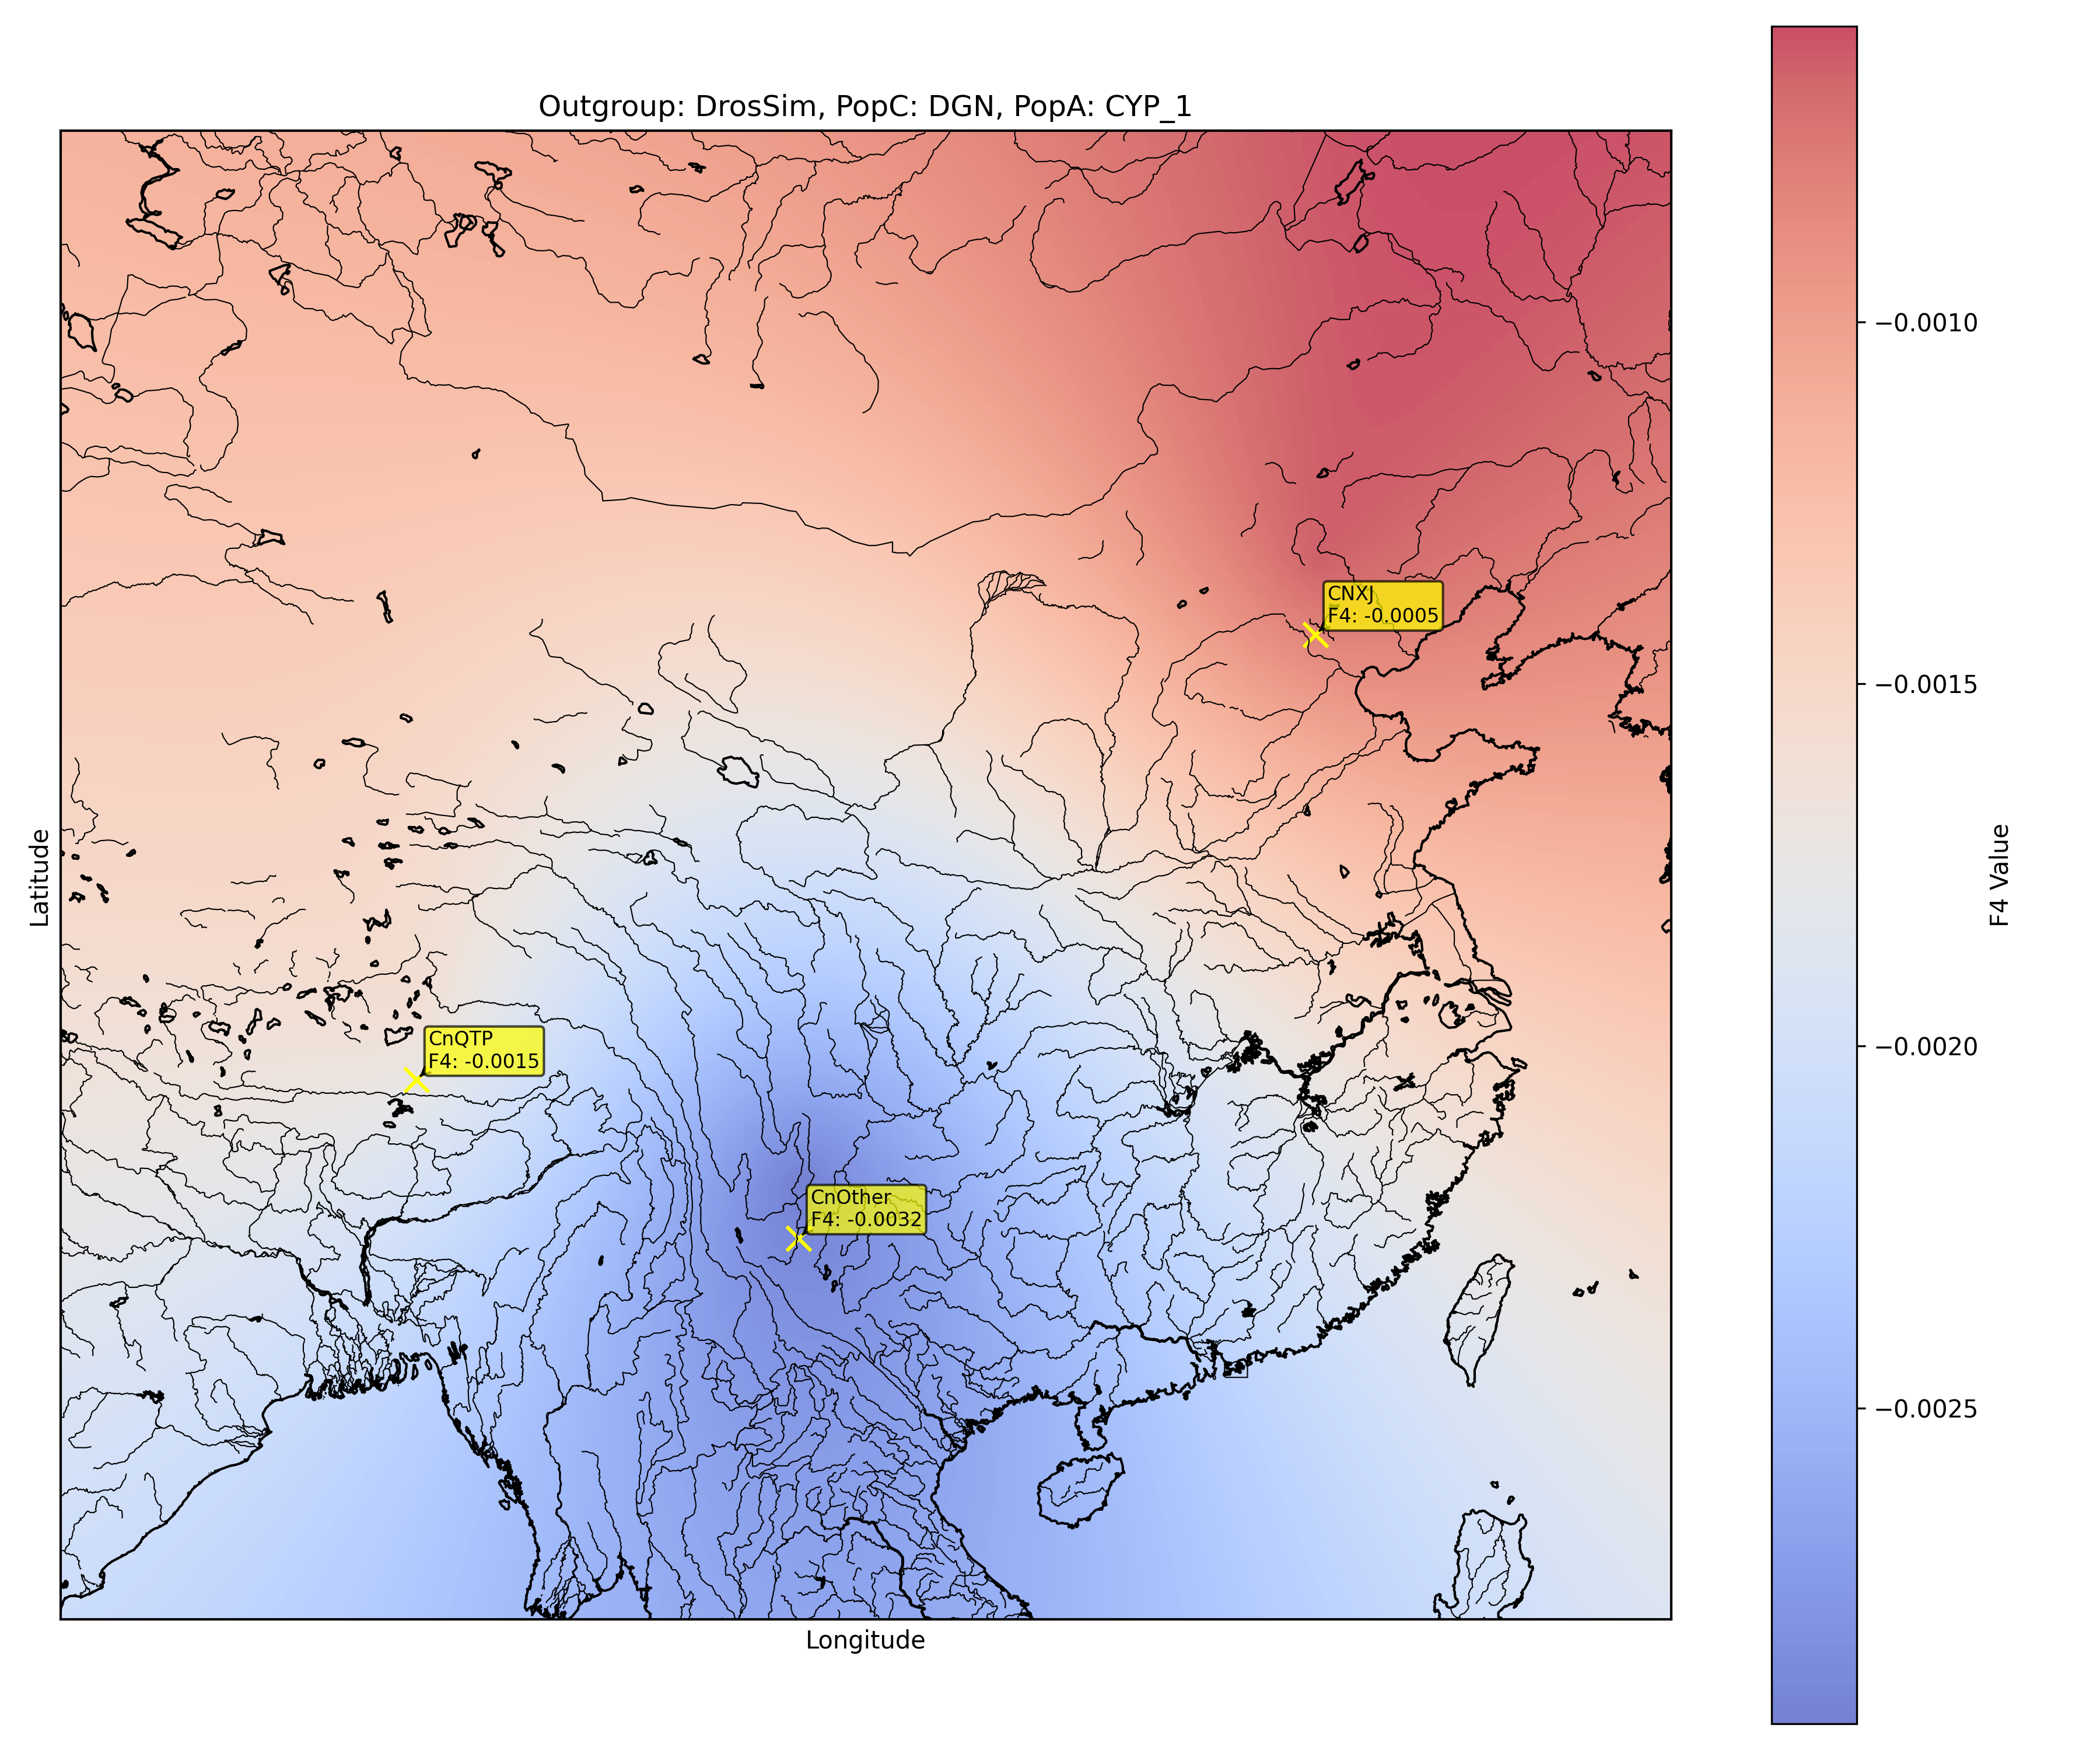 Outgroup: DrosSim, PopC: DGN, PopA: CYP_1
−0.0010
CNXJ
F4: -0.0005
−0.0015
Latitude
F4 Value
CnQTP
F4: -0.0015
−0.0020
CnOther
F4: -0.0032
−0.0025
Longitude